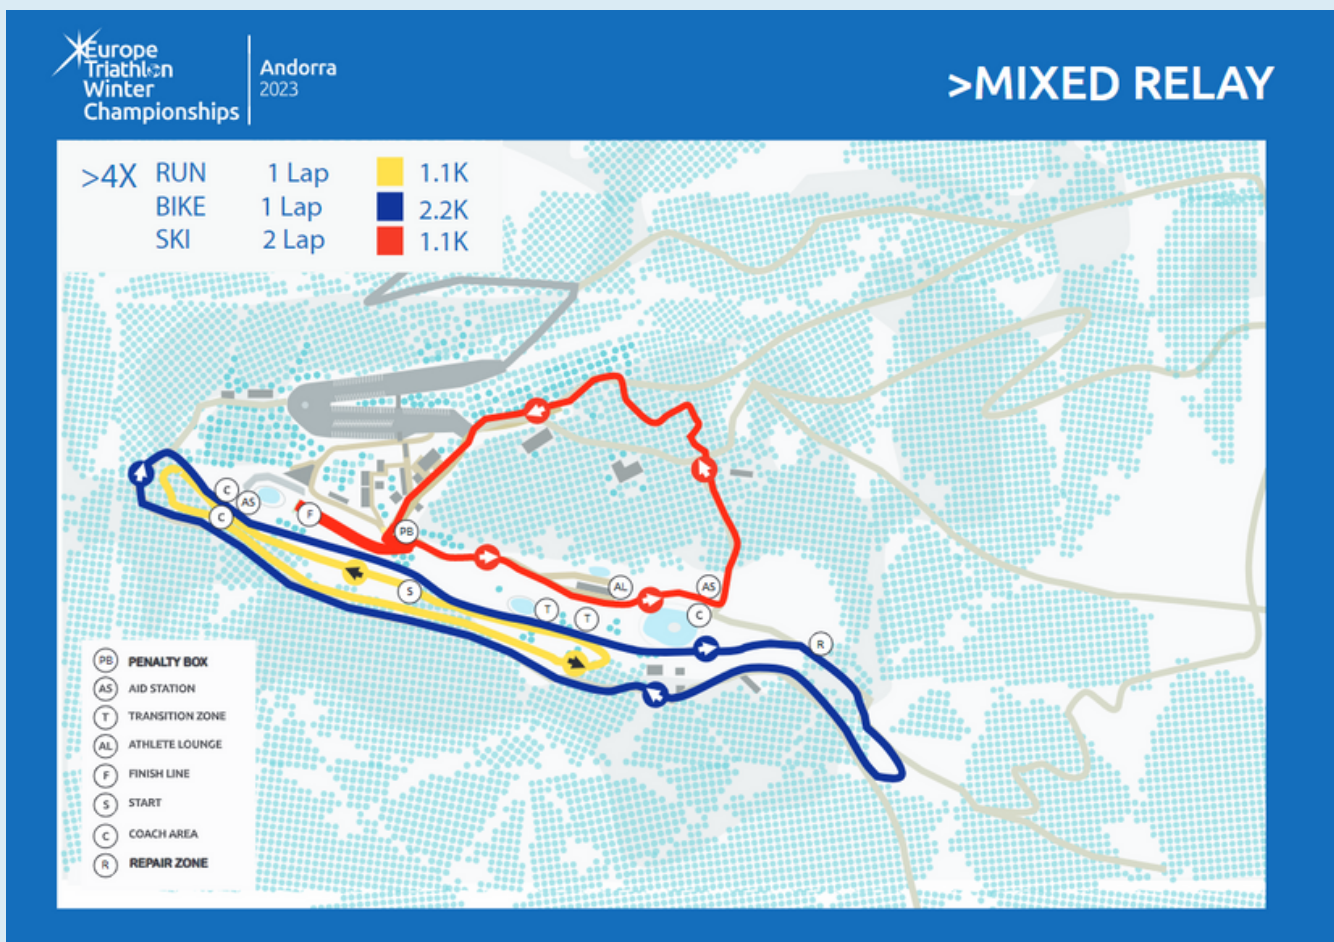 Europe
Triathlon
Winter
Championships
Andorra
2023
>MIXED RELAY
>4X RUN 1 Lap 1.1K
BIKE 1 Lap 2.2K
SKI 2 Lap 1.1K
C
AS
C
F
PB
S
AL
AS
T
T
C
R
PB PENALTY BOX
AS AID STATION
T TRANSITION ZONE
AL ATHLETE LOUNGE
F FINISH LINE
S START
C COACH AREA
R REPAIR ZONE